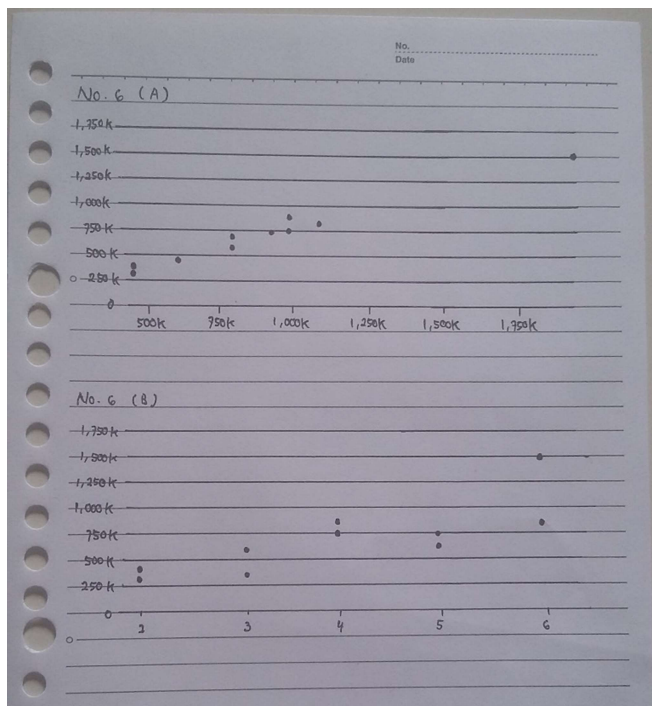 No.
Date
No. 6 (A)
1,750k
1,500k
1,250k
1,000k
750k
500k
250k
0
500k 750k 1,000k 1,250k 1,500k 1,750k
No. 6 (B)
1,750k
1,500k
1,250k
1,000k
750k
500k
250k
0
2 3 4 5 6